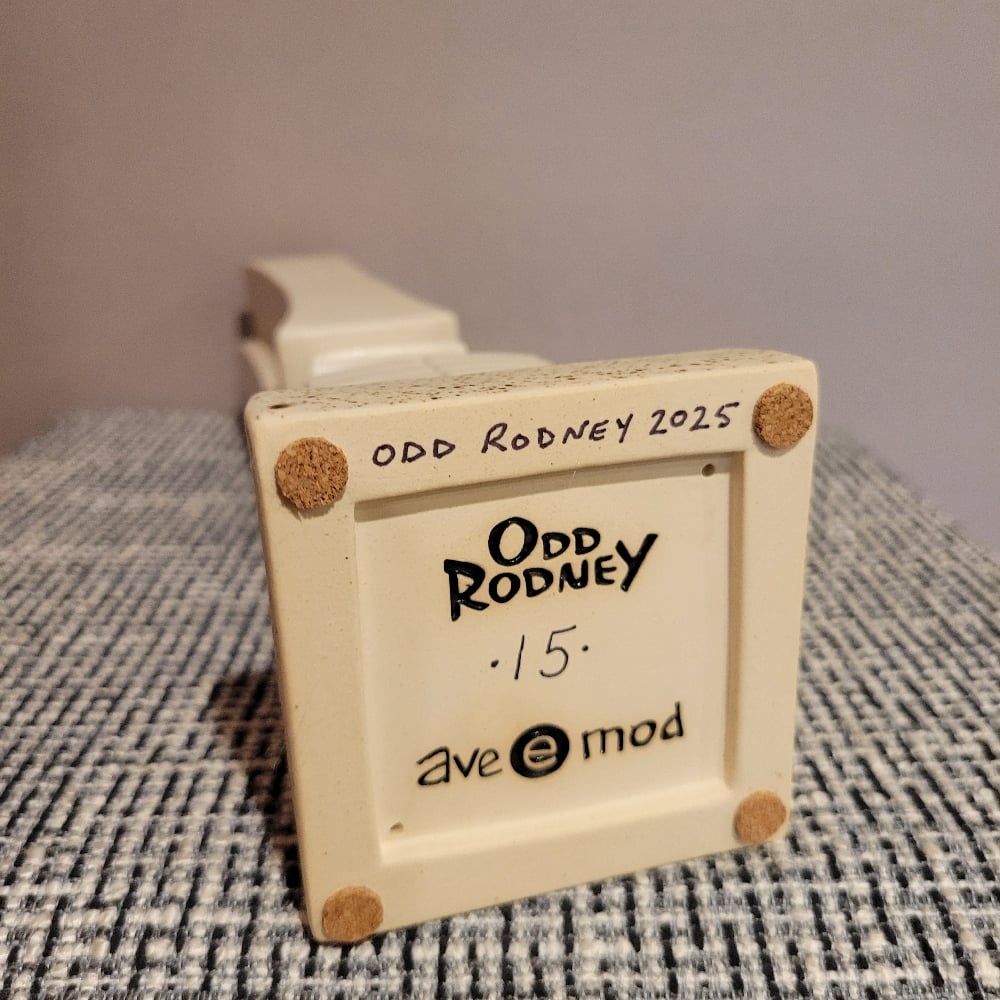 ODD RODNEY 2025
ODD
RODNEY
·15·
ave e mod